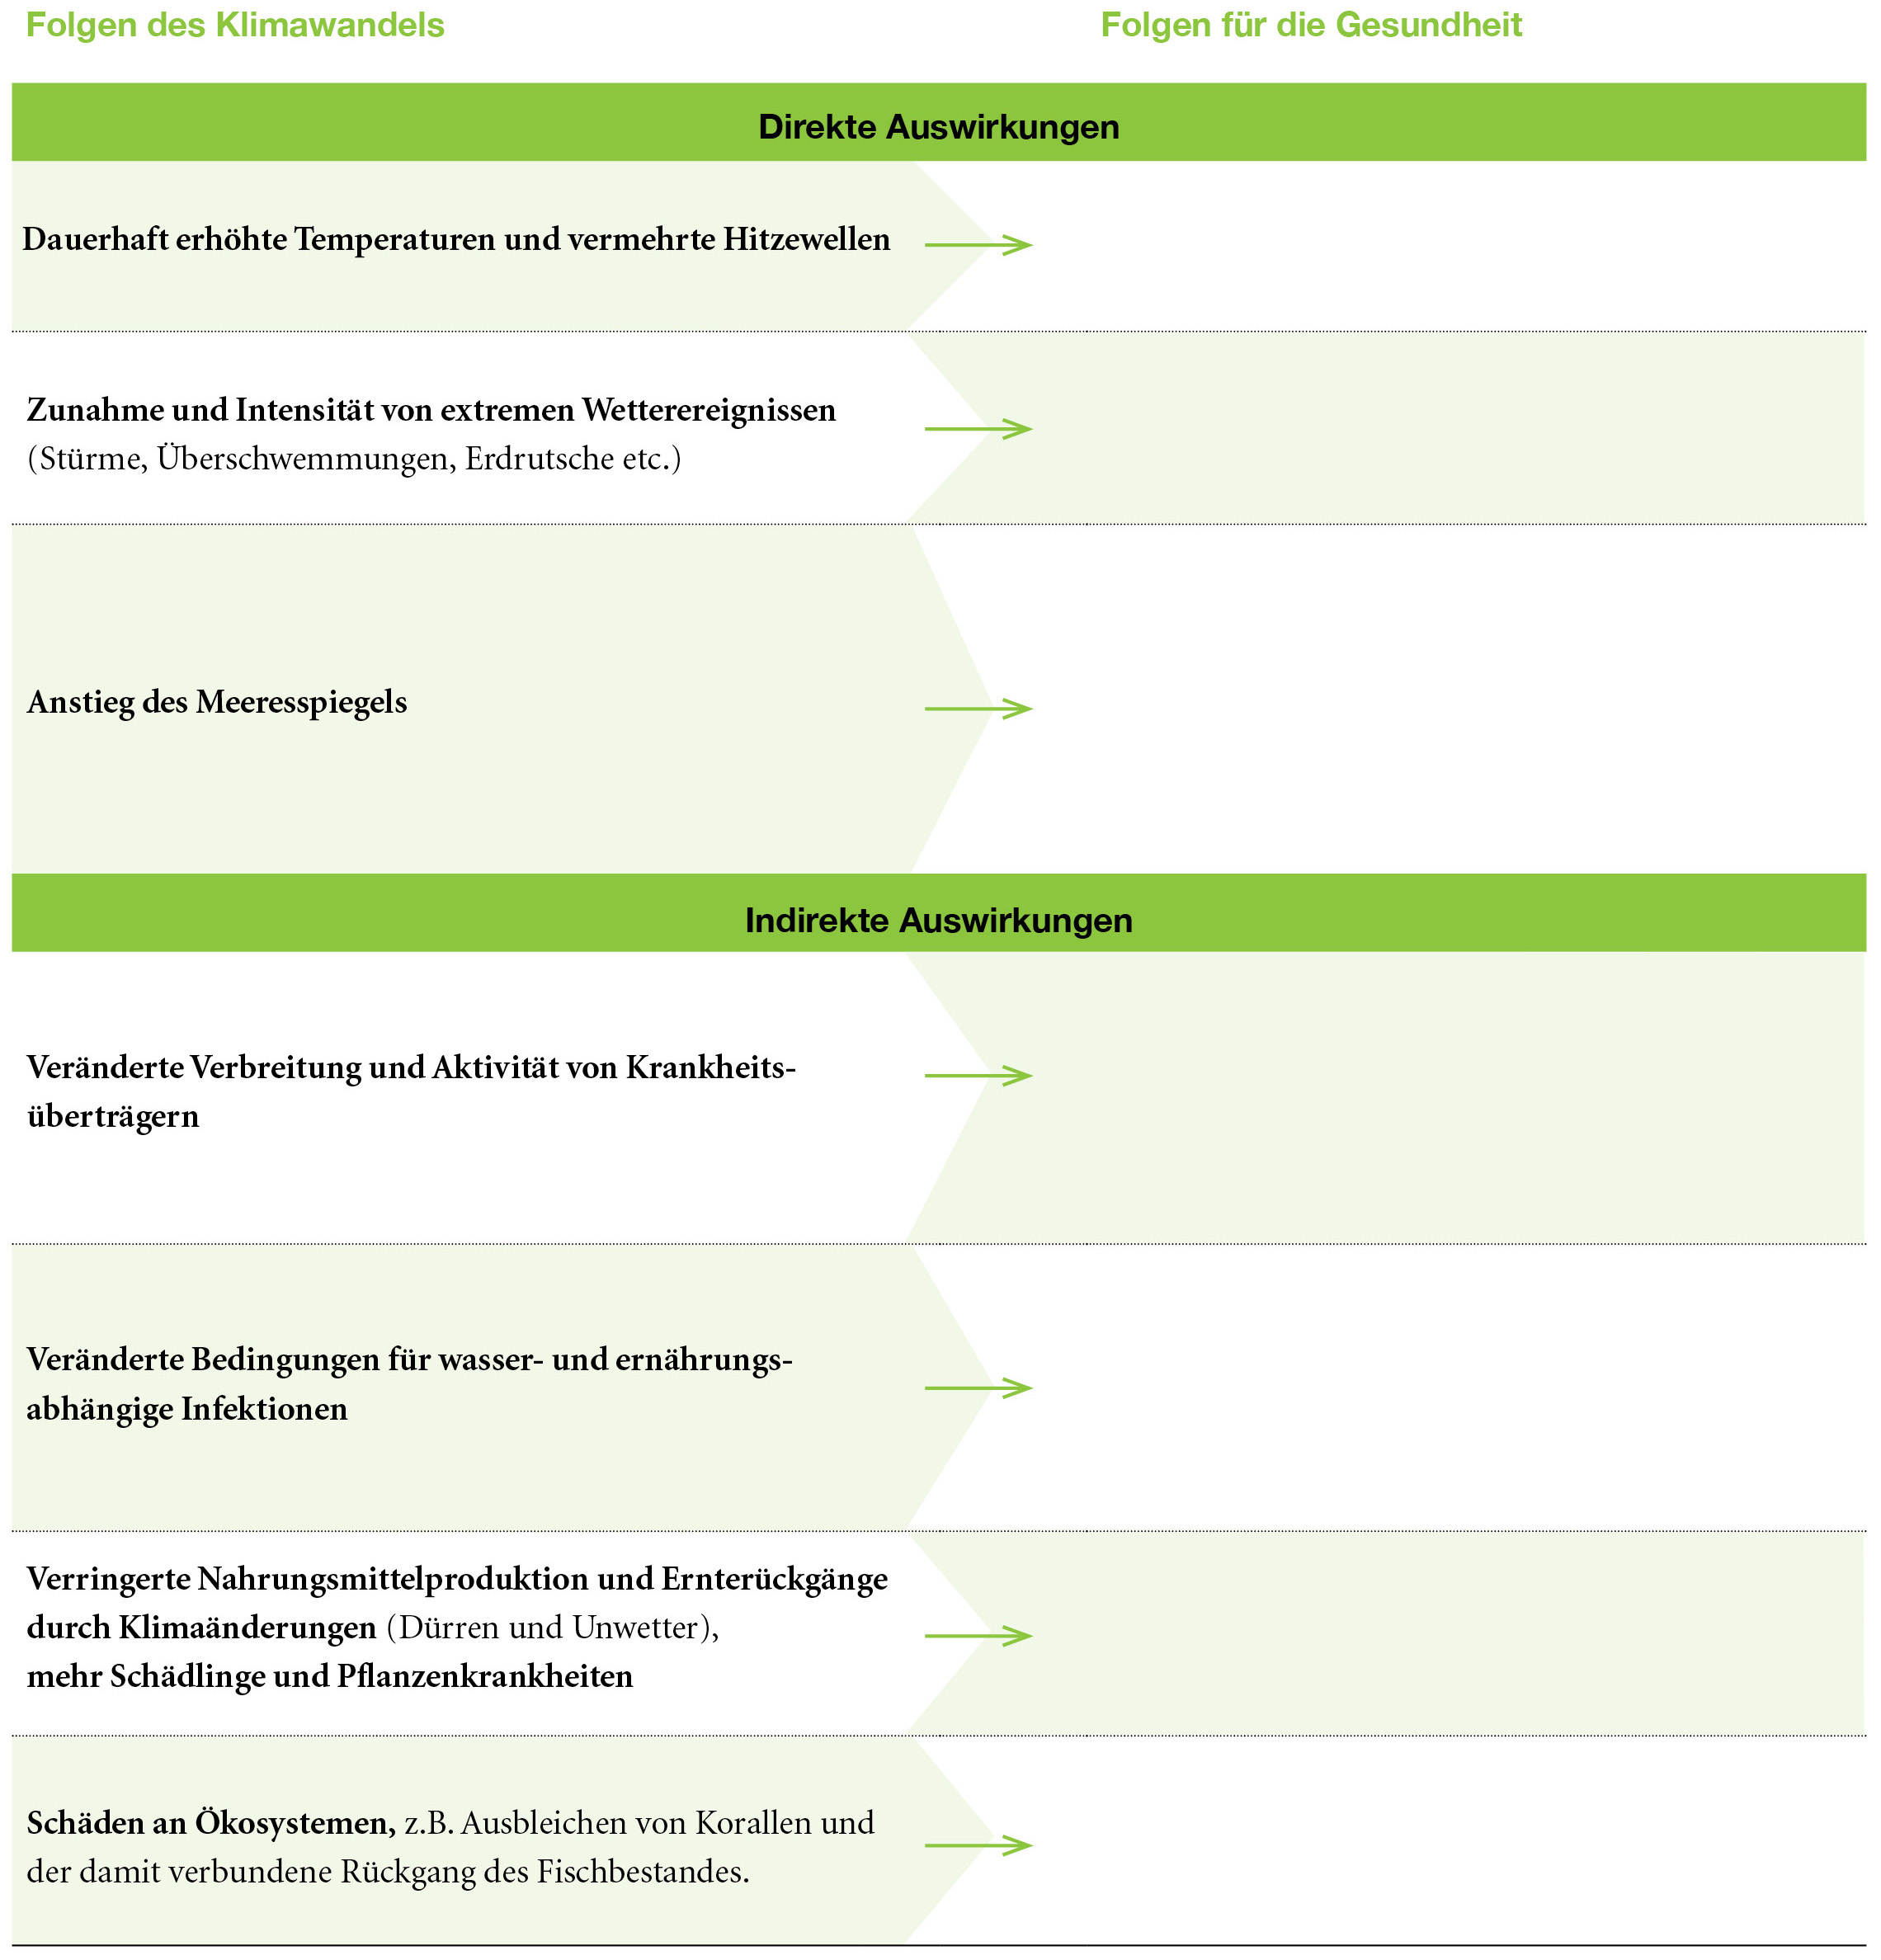 Folgen des Klimawandels
Folgen für die Gesundheit
Direkte Auswirkungen
Dauerhaft erhöhte Temperaturen und vermehrte Hitzewellen
Zunahme und Intensität von extremen Wetterereignissen
(Stürme, Überschwemmungen, Erdrutsche etc.)
Anstieg des Meeresspiegels
Indirekte Auswirkungen
Veränderte Verbreitung und Aktivität von Krankheits-
überträgern
Veränderte Bedingungen für wasser- und ernährungs-
abhängige Infektionen
Verringerte Nahrungsmittelproduktion und Ernterückgänge
durch Klimaänderungen (Dürren und Unwetter),
mehr Schädlinge und Pflanzenkrankheiten
Schäden an Ökosystemen, z.B. Ausbleichen von Korallen und
der damit verbundene Rückgang des Fischbestandes.